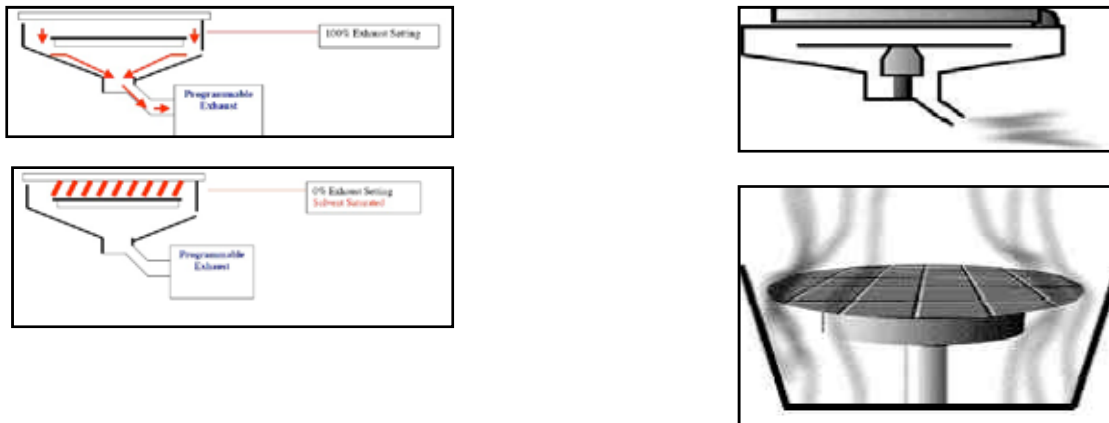 100% Exhaust Setting
Programmable
Exhaust
0% Exhaust Setting
Solvent Saturated
Programmable
Exhaust